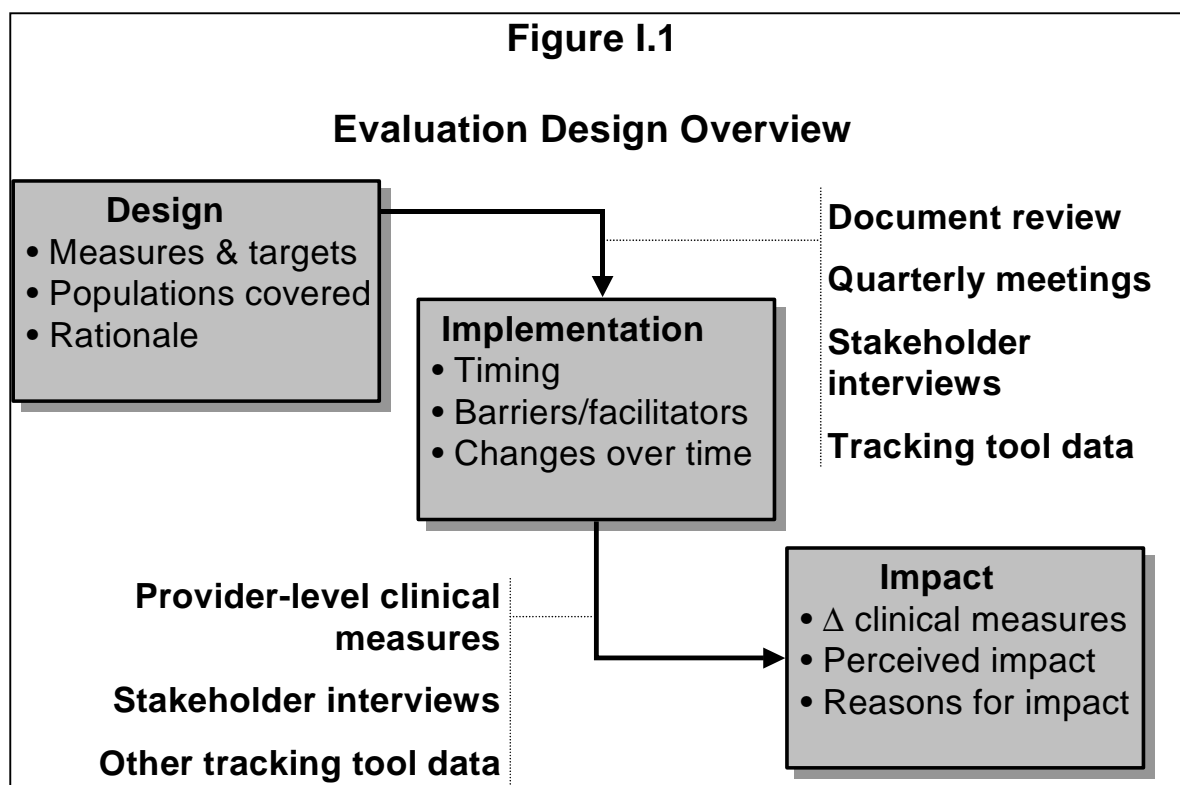 Figure I.1
Evaluation Design Overview
Design
• Measures & targets
• Populations covered
• Rationale
Document review
Quarterly meetings
Stakeholder
interviews
Tracking tool data
Implementation
• Timing
• Barriers/facilitators
• Changes over time
Provider-level clinical
measures
Stakeholder interviews
Other tracking tool data
Impact
• Δ clinical measures
• Perceived impact
• Reasons for impact